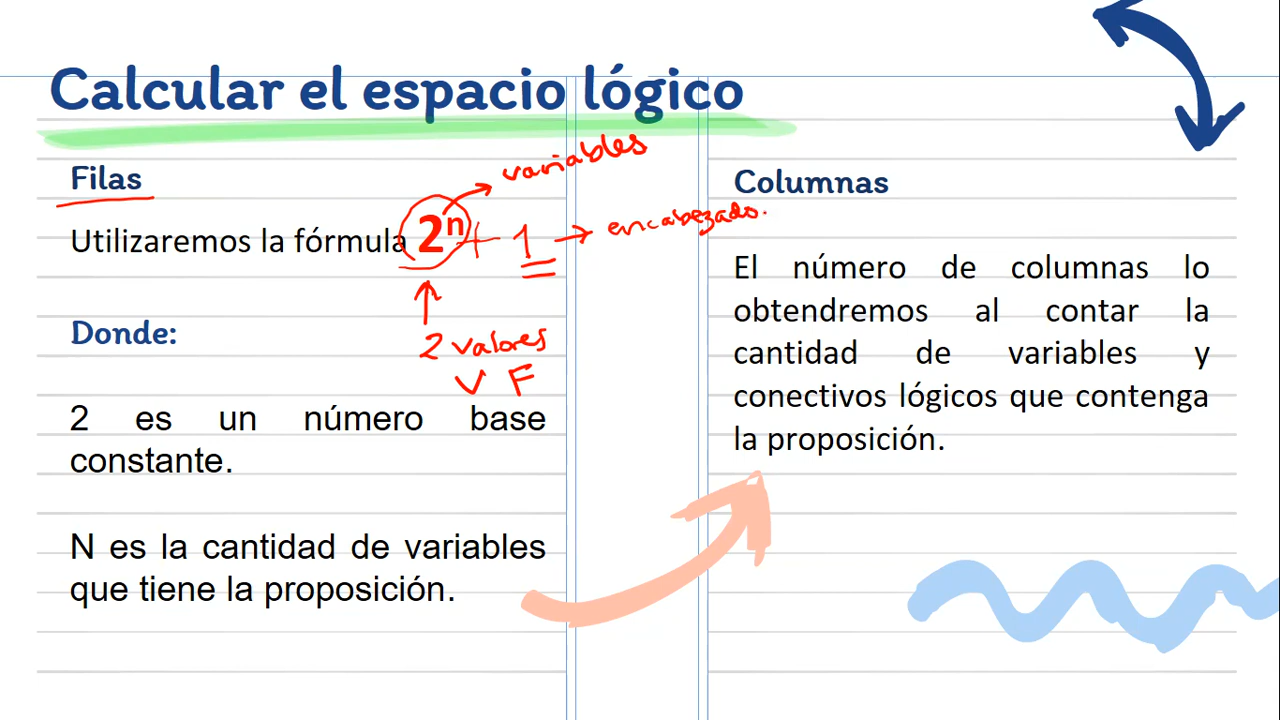 Calcular el espacio lógico
Filas
variables
Utilizaremos la fórmula 2ⁿ + 1 → encabezado.
Donde:
2 valores
V F
2 es un número base
constante.
N es la cantidad de variables
que tiene la proposición.
Columnas
El número de columnas lo
obtendremos al contar la
cantidad de variables y
conectivos lógicos que contenga
la proposición.